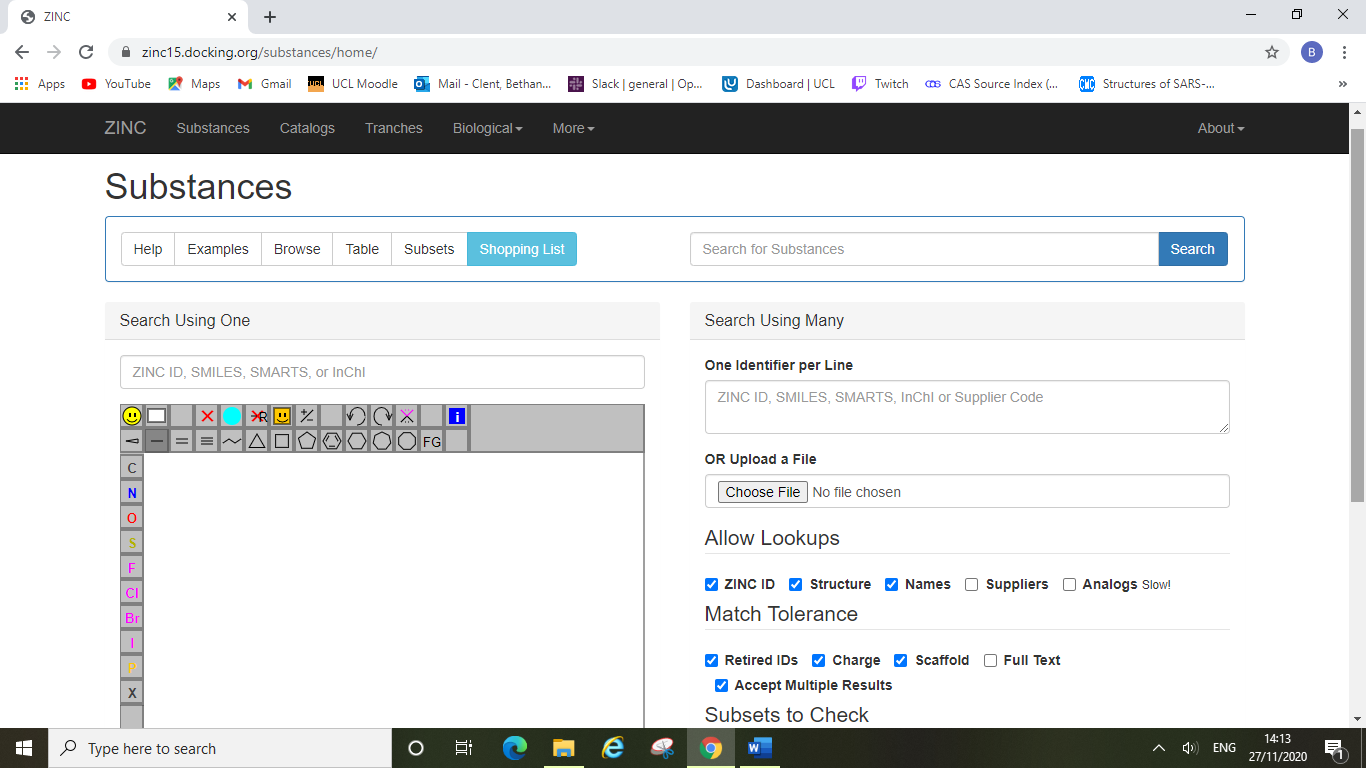 ZINC
zinc15.docking.org/substances/home/
B
Apps YouTube Maps Gmail UCL Moodle Mail - Clent, Bethan... Slack | general | Op... Dashboard | UCL Twitch CAS Source Index (... Structures of SARS-... »
ZINC Substances Catalogs Tranches Biological More About
Substances
Help Examples Browse Table Subsets Shopping List Search for Substances Search
Search Using One
ZINC ID, SMILES, SMARTS, or InChI
R i
FG
C
N
O
S
F
Cl
Br
I
P
X
Search Using Many
One Identifier per Line
ZINC ID, SMILES, SMARTS, InChI or Supplier Code
OR Upload a File
Choose File No file chosen
Allow Lookups
ZINC ID Structure Names Suppliers Analogs Slow!
Match Tolerance
Retired IDs Charge Scaffold Full Text
Accept Multiple Results
Subsets to Check
Type here to search
ENG
14:13
27/11/2020
1